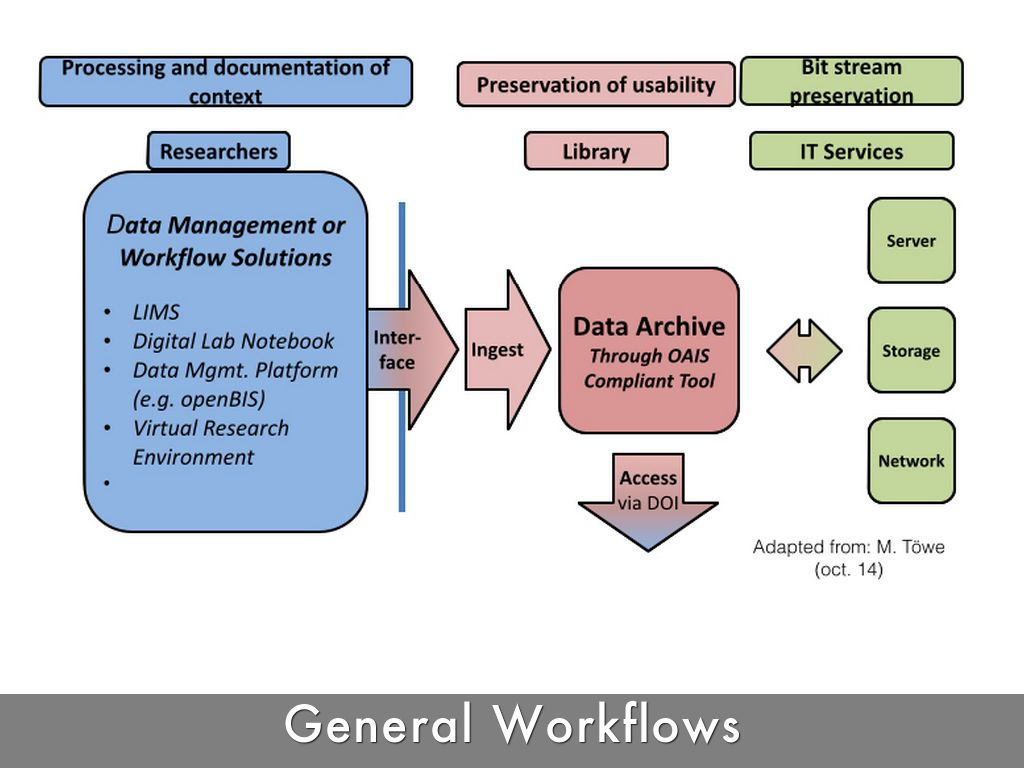 Processing and documentation of
context
Preservation of usability
Bit stream
preservation
Researchers
Library
IT Services
Data Management or
Workflow Solutions
• LIMS
• Digital Lab Notebook
• Data Mgmt. Platform
(e.g. openBIS)
• Virtual Research
Environment
•
Inter-
face
Ingest
Data Archive
Through OAIS
Compliant Tool
Access
via DOI
Server
Storage
Network
Adapted from: M. Töwe
(oct. 14)
General Workflows